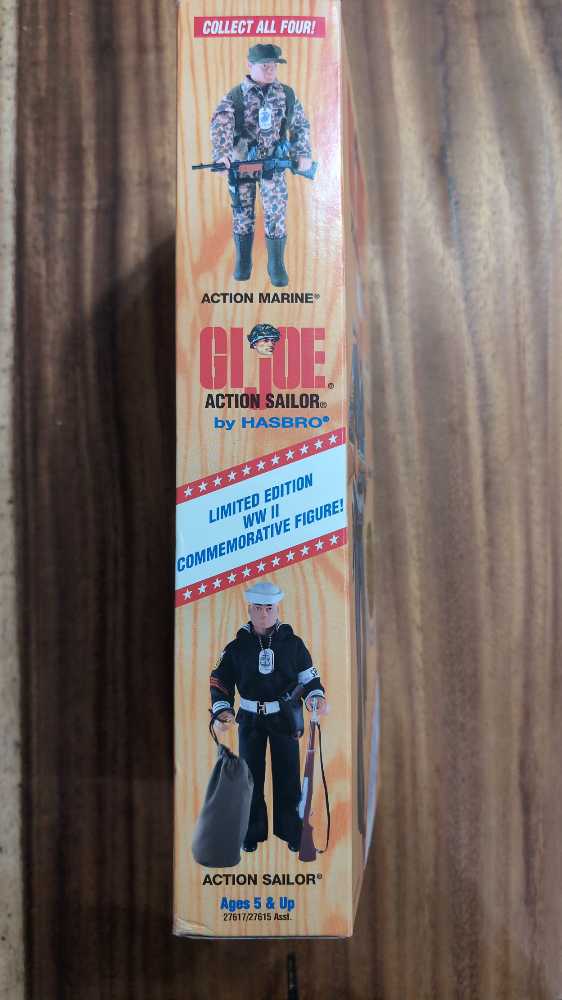 COLLECT ALL FOUR!
ACTION MARINE®
GI JOE®
ACTION SAILOR®
by HASBRO®
LIMITED EDITION
WW II
COMMEMORATIVE FIGURE!
ACTION SAILOR®
Ages 5 & Up
27617/27615 Asst.